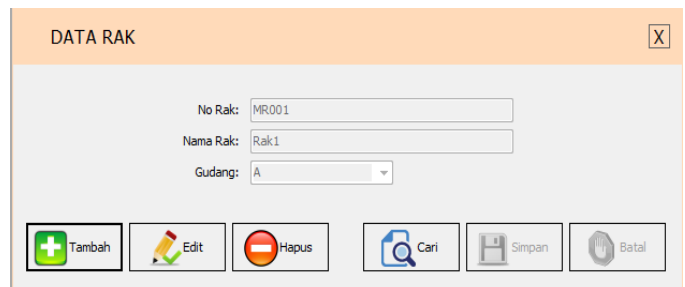 DATA RAK X
No Rak: MR001
Nama Rak: Rak1
Gudang: A
Tambah Edit Hapus Cari Simpan Batal